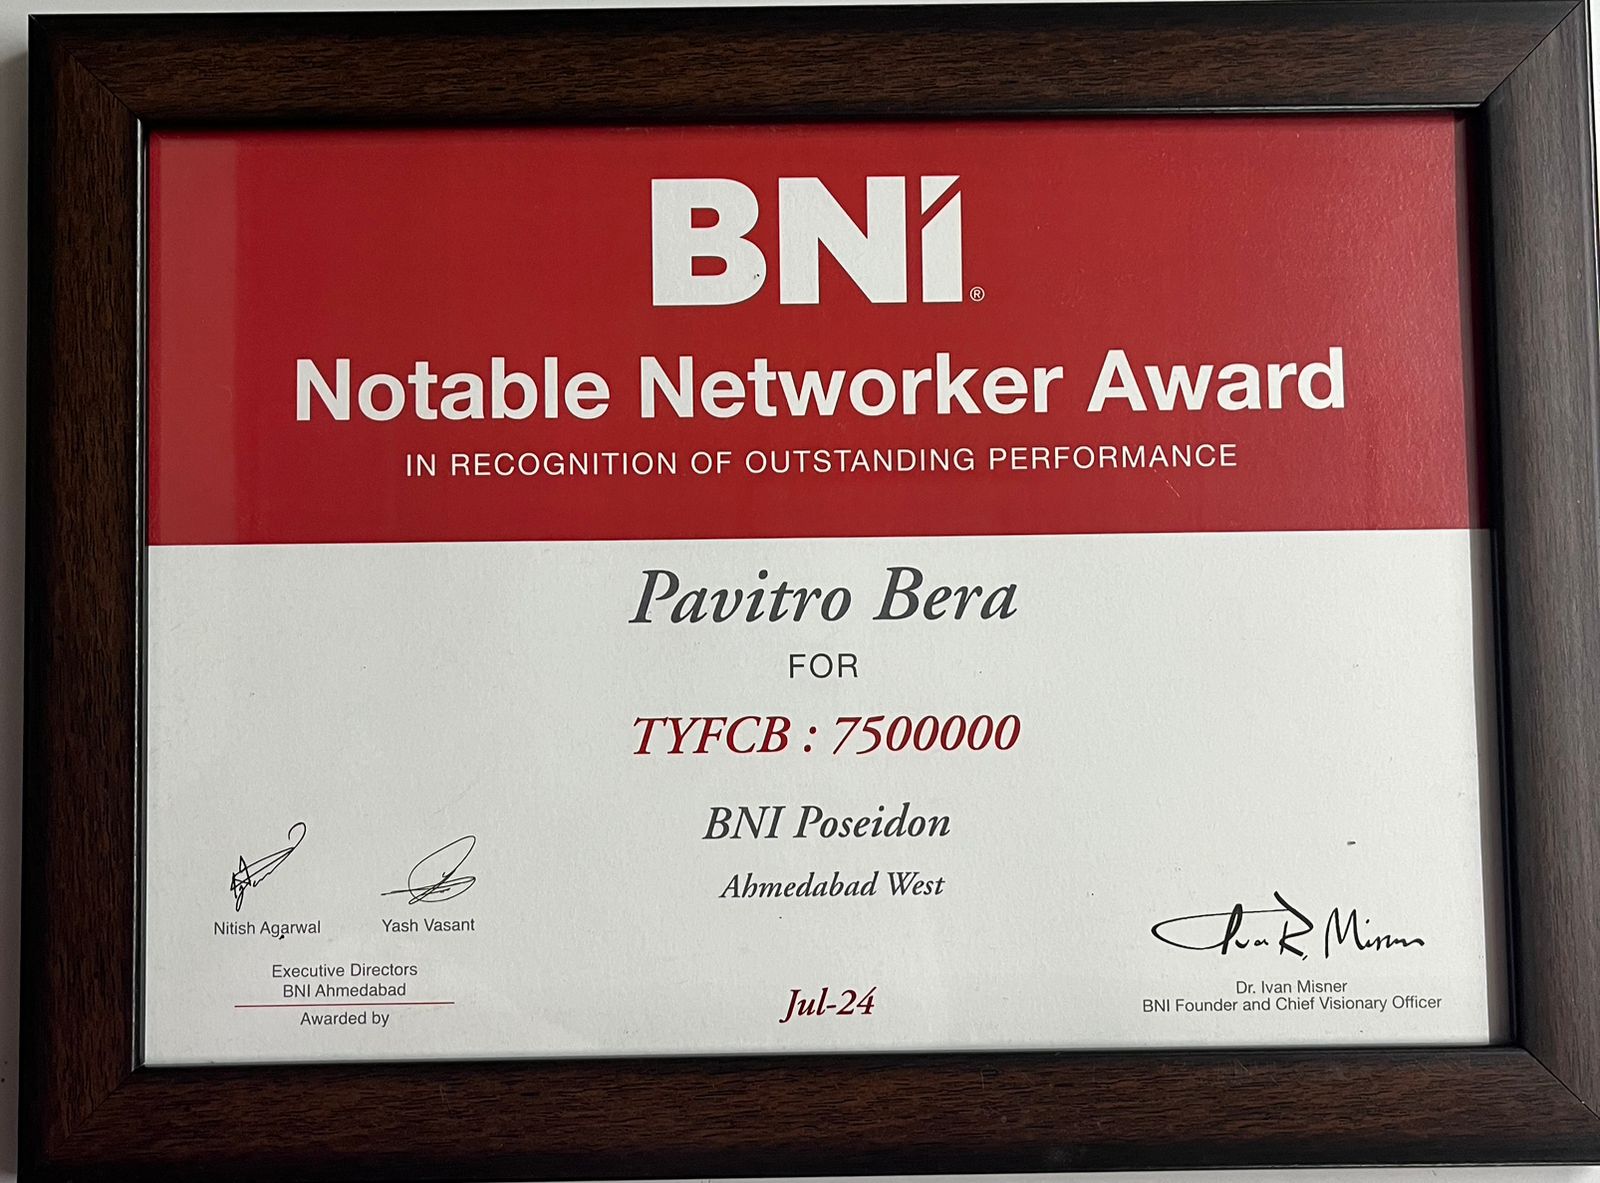 BNI®
Notable Networker Award
IN RECOGNITION OF OUTSTANDING PERFORMANCE
Pavitro Bera
FOR
TYFCB : 7500000
BNI Poseidon
Ahmedabad West
Jul-24
Nitish Agarwal
Yash Vasant
Executive Directors
BNI Ahmedabad
Awarded by
Ivan R. Misner
Dr. Ivan Misner
BNI Founder and Chief Visionary Officer